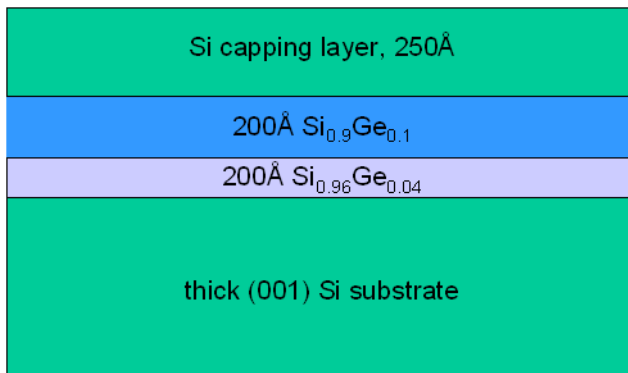 Si capping layer, 250Å
200Å Si₀.₉Ge₀.₁
200Å Si₀.₉₆Ge₀.₀₄
thick (001) Si substrate